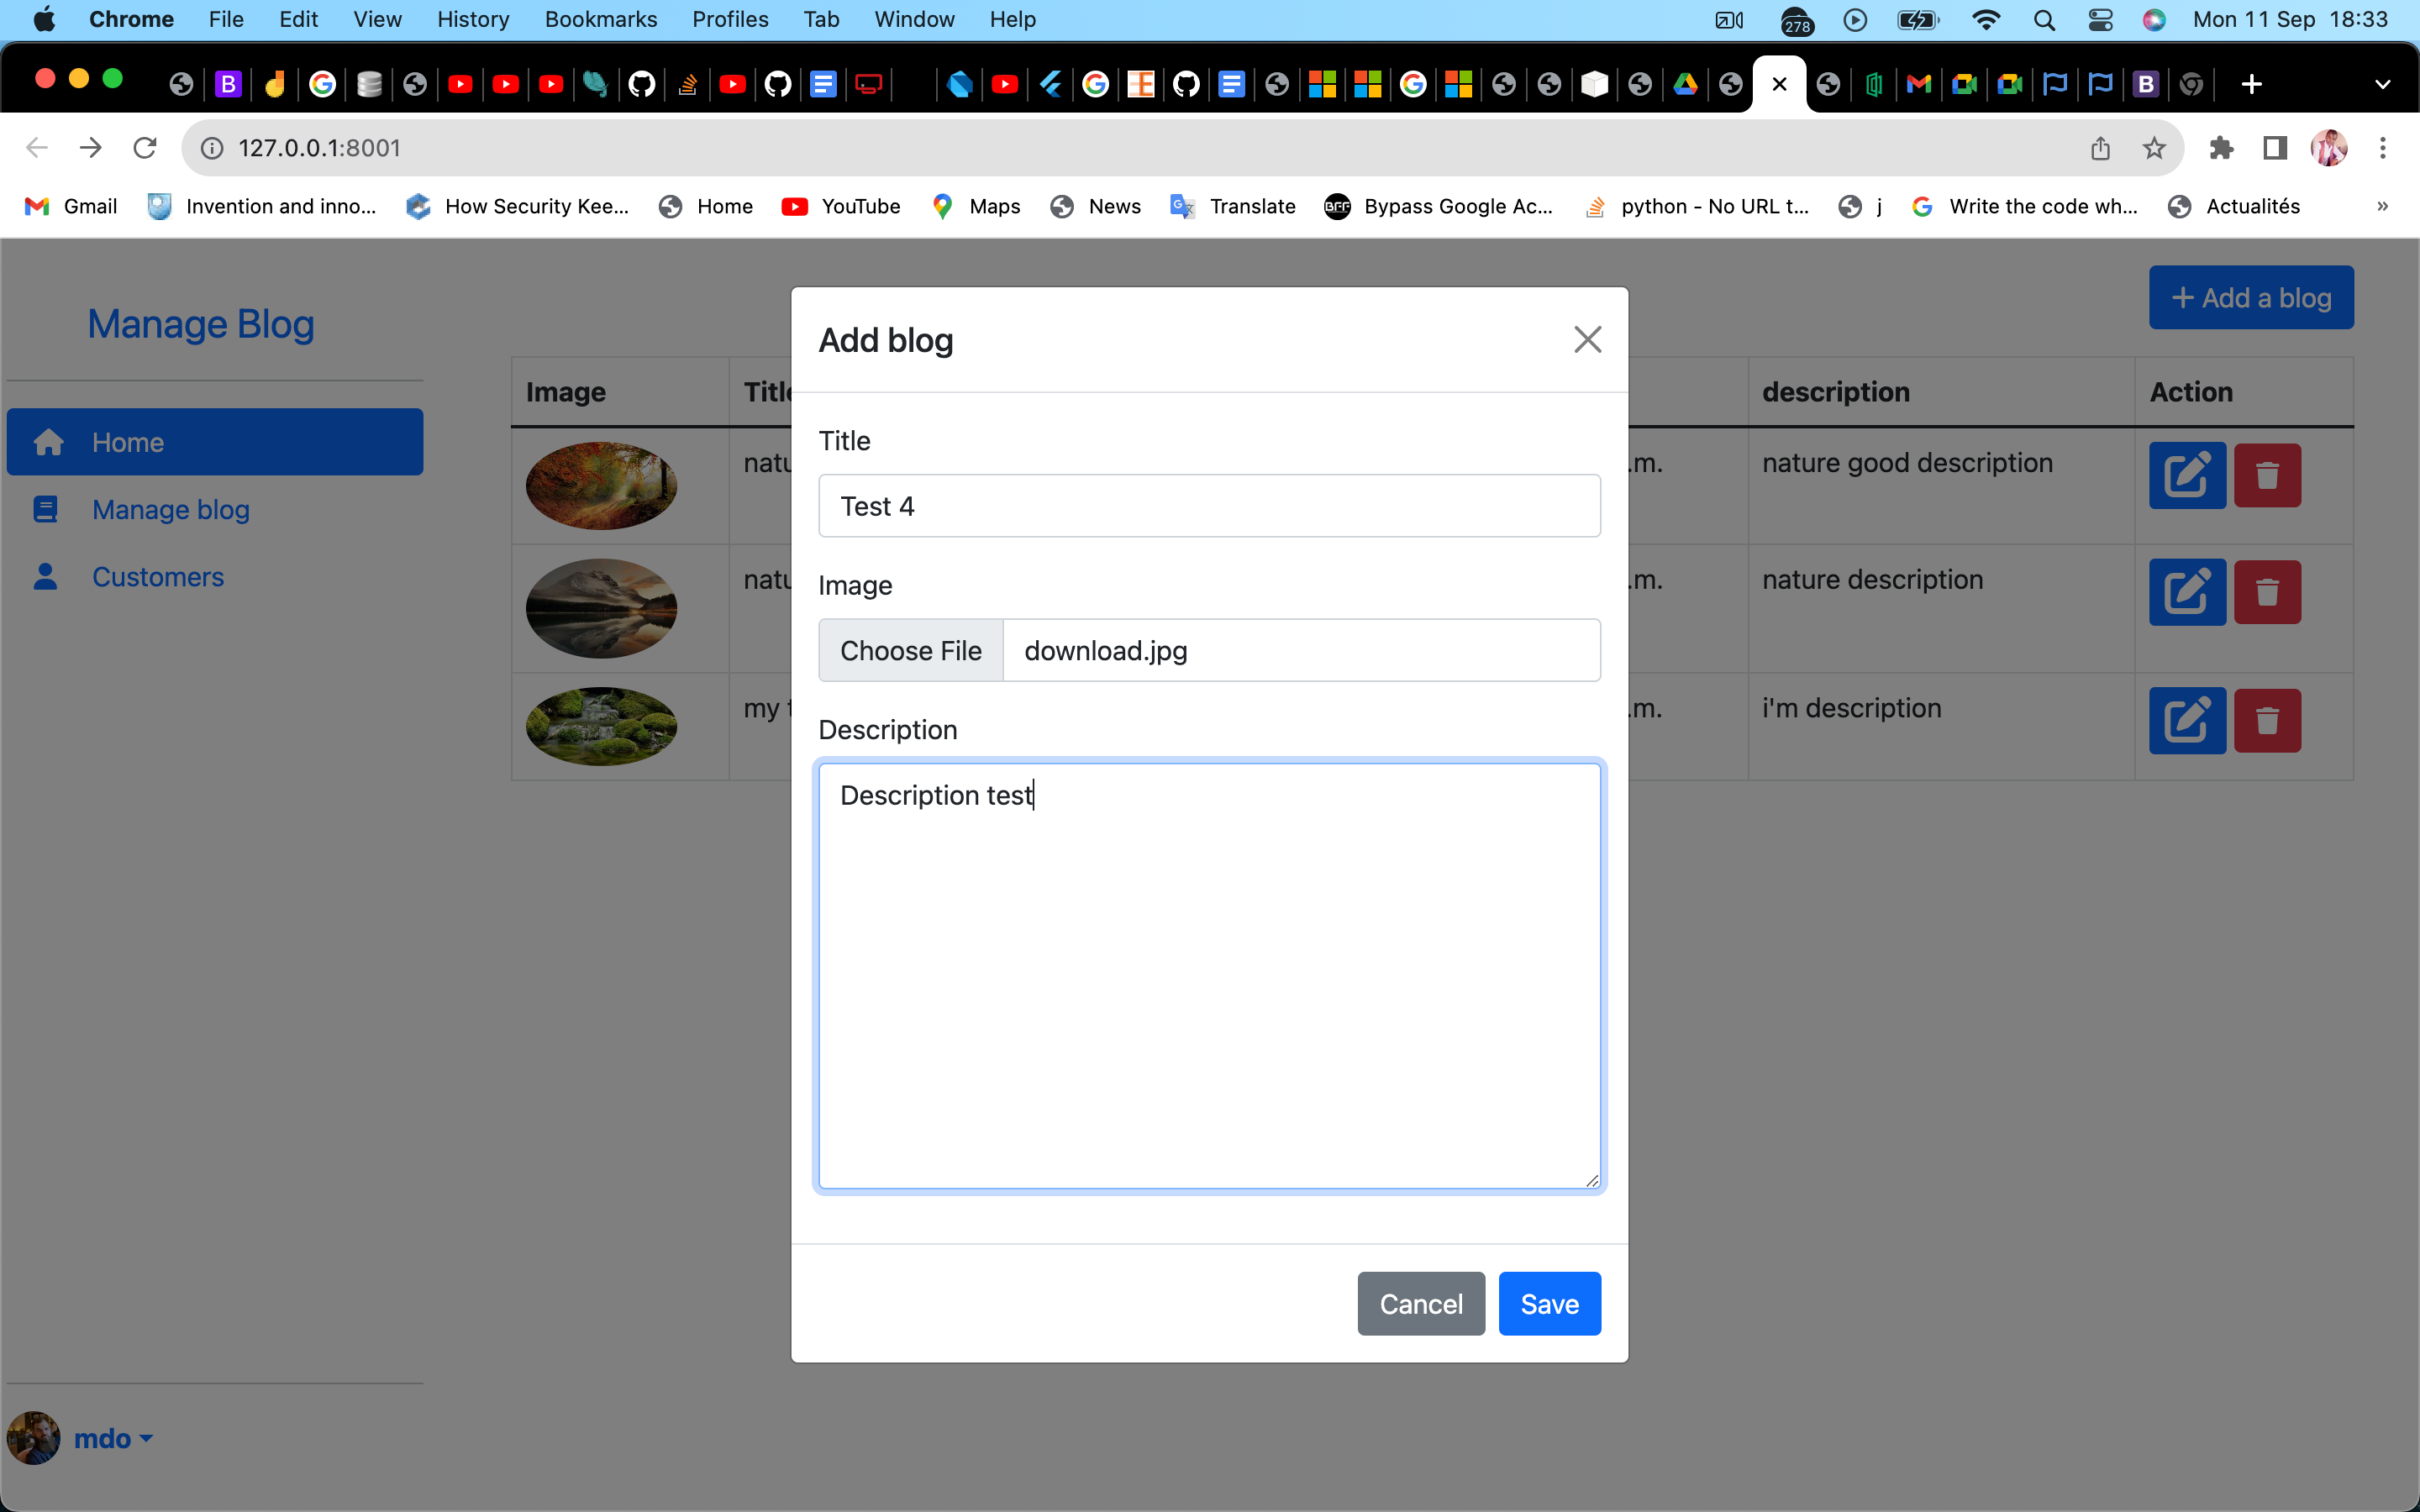 Chrome File Edit View History Bookmarks Profiles Tab Window Help 278 Mon 11 Sep 18:33
127.0.0.1:8001
Gmail Invention and inno... How Security Kee... Home YouTube Maps News Translate Bypass Google Ac... python - No URL t... j Write the code wh... Actualités »
Manage Blog
Home
Manage blog
Customers
mdo
+ Add a blog
Image Title description Action
natu .m. nature good description
natu .m. nature description
my t .m. i'm description
Add blog
Title
Test 4
Image
Choose File download.jpg
Description
Description test
Cancel Save